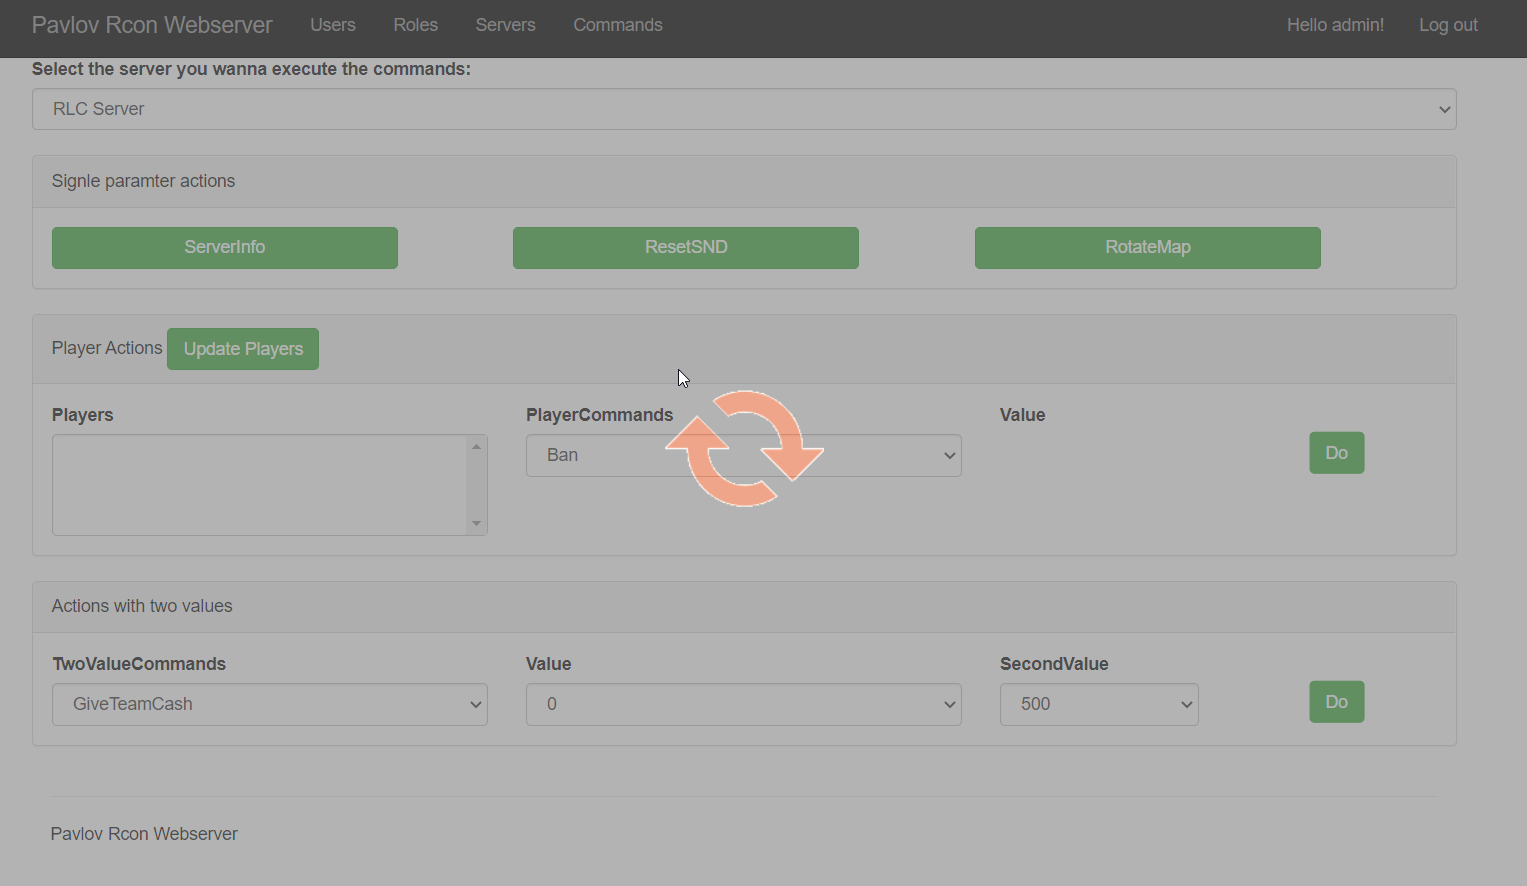 Pavlov Rcon Webserver Users Roles Servers Commands Hello admin! Log out
Select the server you wanna execute the commands:
RLC Server
Signle paramter actions
ServerInfo ResetSND RotateMap
Player Actions Update Players
Players PlayerCommands Value
Ban Do
Actions with two values
TwoValueCommands Value SecondValue
GiveTeamCash 0 500 Do
Pavlov Rcon Webserver